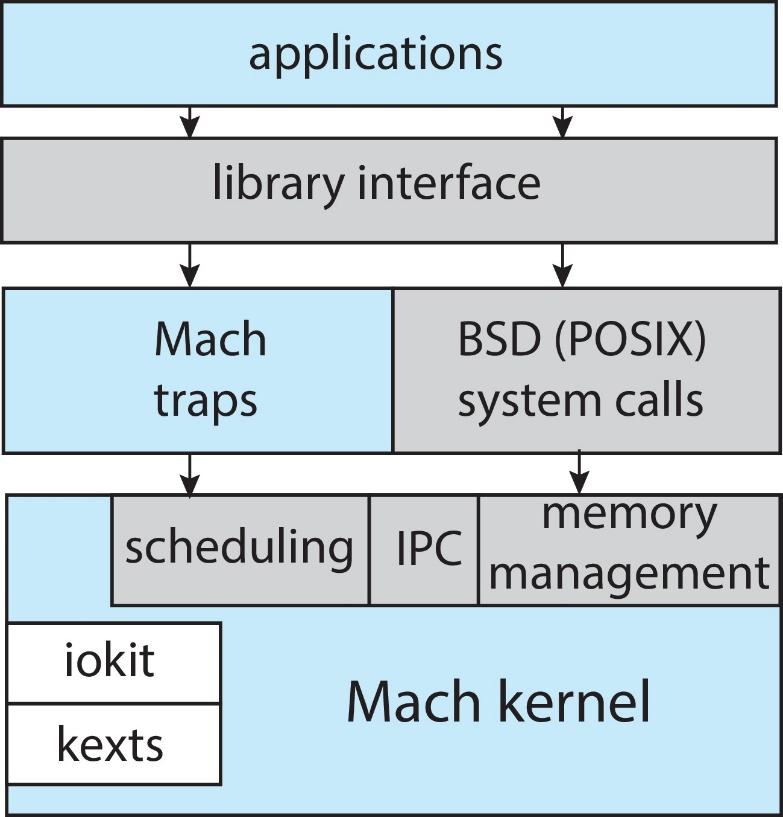 applications
library interface
Mach
traps
BSD (POSIX)
system calls
scheduling
IPC
memory
management
iokit
kexts
Mach kernel